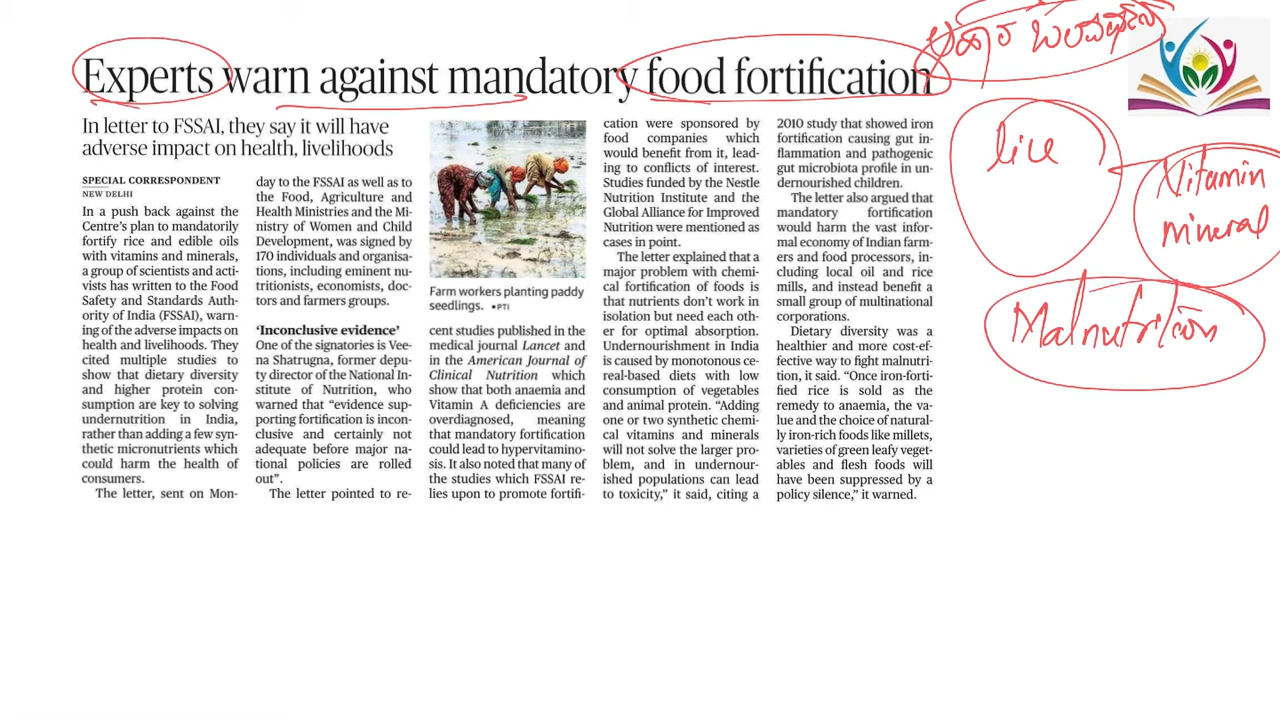 Experts warn against mandatory food fortification
In letter to FSSAI, they say it will have
adverse impact on health, livelihoods
SPECIAL CORRESPONDENT
NEW DELHI
In a push back against the
Centre's plan to mandatorily
fortify rice and edible oils
with vitamins and minerals,
a group of scientists and acti-
vists has written to the Food
Safety and Standards Auth-
ority of India (FSSAI), warn-
ing of the adverse impacts on
health and livelihoods. They
cited multiple studies to
show that dietary diversity
and higher protein con-
sumption are key to solving
undernutrition in India,
rather than adding a few syn-
thetic micronutrients which
could harm the health of
consumers.
The letter, sent on Mon-
day to the FSSAI as well as to
the Food, Agriculture and
Health Ministries and the Mi-
nistry of Women and Child
Development, was signed by
170 individuals and organisa-
tions, including eminent nu-
tritionists, economists, doc-
tors and farmers groups.
'Inconclusive evidence'
One of the signatories is Vee-
na Shatrugna, former depu-
ty director of the National In-
stitute of Nutrition, who
warned that "evidence sup-
porting fortification is incon-
clusive and certainly not
adequate before major na-
tional policies are rolled
out".
The letter pointed to re-
Farm workers planting paddy
seedlings. •PTI
cent studies published in the
medical journal Lancet and
in the American Journal of
Clinical Nutrition which
show that both anaemia and
Vitamin A deficiencies are
overdiagnosed, meaning
that mandatory fortification
could lead to hypervitamino-
sis. It also noted that many of
the studies which FSSAI re-
lies upon to promote fortifi-
cation were sponsored by
food companies which
would benefit from it, lead-
ing to conflicts of interest.
Studies funded by the Nestle
Nutrition Institute and the
Global Alliance for Improved
Nutrition were mentioned as
cases in point.
The letter explained that a
major problem with chemi-
cal fortification of foods is
that nutrients don't work in
isolation but need each oth-
er for optimal absorption.
Undernourishment in India
is caused by monotonous ce-
real-based diets with low
consumption of vegetables
and animal protein. "Adding
one or two synthetic chemi-
cal vitamins and minerals
will not solve the larger pro-
blem, and in undernour-
ished populations can lead
to toxicity," it said, citing a
2010 study that showed iron
fortification causing gut in-
flammation and pathogenic
gut microbiota profile in un-
dernourished children.
The letter also argued that
mandatory fortification
would harm the vast infor-
mal economy of Indian farm-
ers and food processors, in-
cluding local oil and rice
mills, and instead benefit a
small group of multinational
corporations.
Dietary diversity was a
healthier and more cost-ef-
fective way to fight malnutri-
tion, it said. "Once iron-forti-
fied rice is sold as the
remedy to anaemia, the va-
lue and the choice of natural-
ly iron-rich foods like millets,
varieties of green leafy veget-
ables and flesh foods will
have been suppressed by a
policy silence," it warned.
Vitamin
mineral
Malnutrition